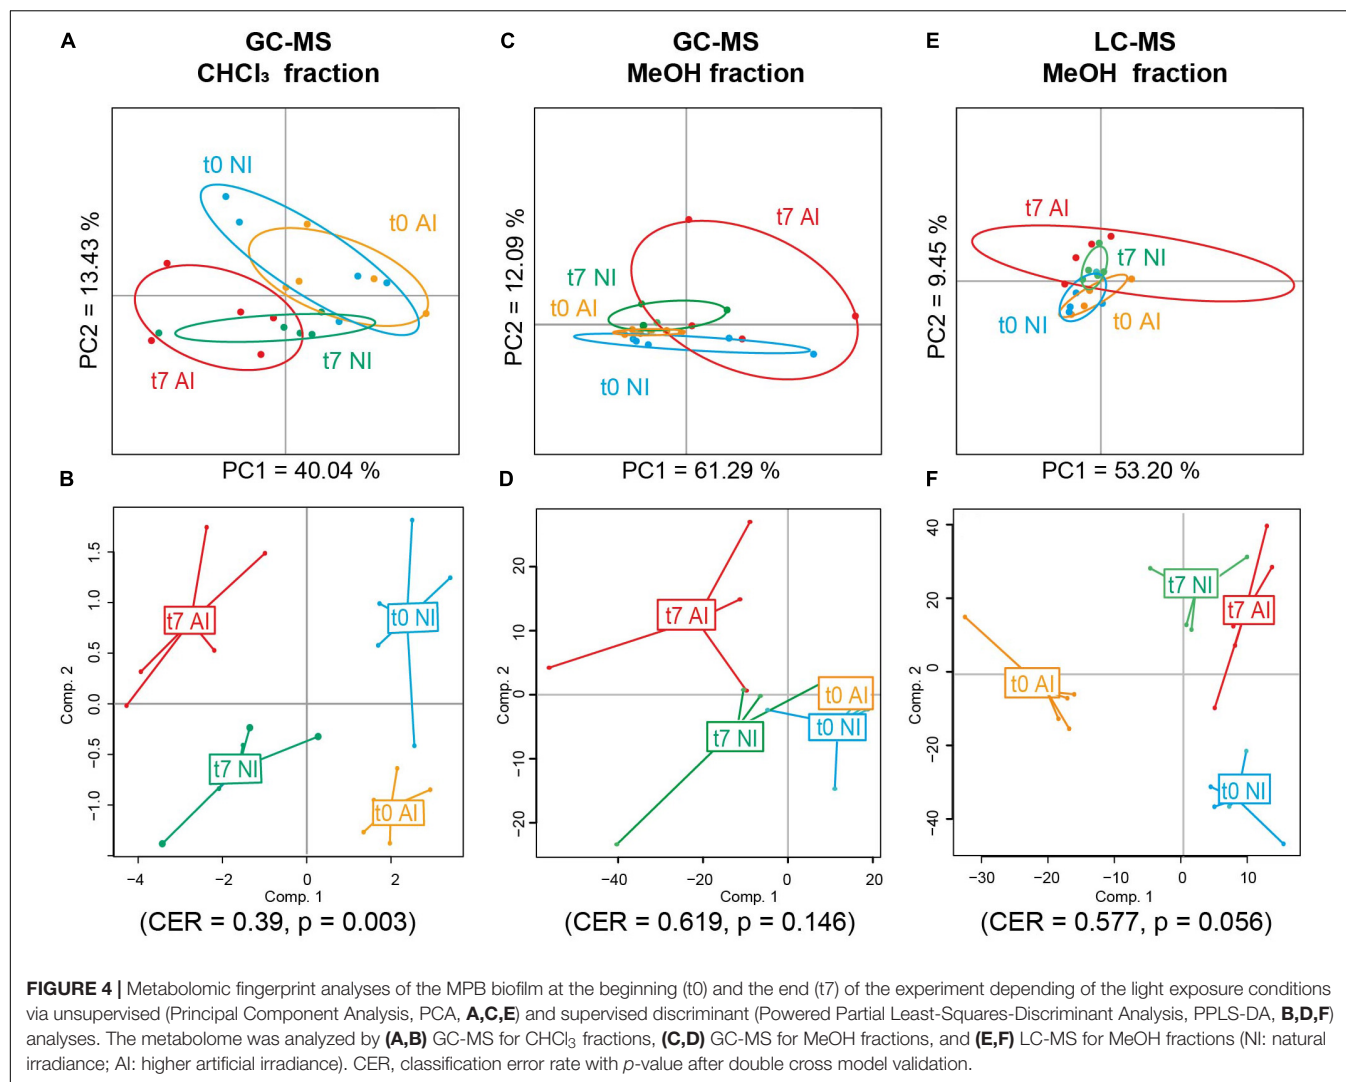 A
GC-MS
CHCl₃ fraction
C
GC-MS
MeOH fraction
E
LC-MS
MeOH fraction
t0 NI
t0 AI
t7 AI
t7 NI
PC2 = 13.43 %
PC1 = 40.04 %
t7 AI
t7 NI
t0 AI
t0 NI
PC2 = 12.09 %
PC1 = 61.29 %
t7 AI
t7 NI
t0 NI
t0 AI
PC2 = 9.45 %
PC1 = 53.20 %
B
1.5
1.0
0.5
0.0
−0.5
−1.0
Comp. 2
t7 AI
t0 NI
t7 NI
t0 AI
−4 −2 0 2
Comp. 1
(CER = 0.39, p = 0.003)
D
20
10
0
−10
−20
Comp. 2
t7 AI
t0 AI
t0 NI
t7 NI
−60 −40 −20 0 20
Comp. 1
(CER = 0.619, p = 0.146)
F
40
20
0
−20
−40
Comp. 2
t7 NI
t7 AI
t0 AI
t0 NI
−30 −20 −10 0 10
Comp. 1
(CER = 0.577, p = 0.056)
FIGURE 4 | Metabolomic fingerprint analyses of the MPB biofilm at the beginning (t0) and the end (t7) of the experiment depending of the light exposure conditions
via unsupervised (Principal Component Analysis, PCA, A,C,E) and supervised discriminant (Powered Partial Least-Squares-Discriminant Analysis, PPLS-DA, B,D,F)
analyses. The metabolome was analyzed by (A,B) GC-MS for CHCl₃ fractions, (C,D) GC-MS for MeOH fractions, and (E,F) LC-MS for MeOH fractions (NI: natural
irradiance; AI: higher artificial irradiance). CER, classification error rate with p-value after double cross model validation.